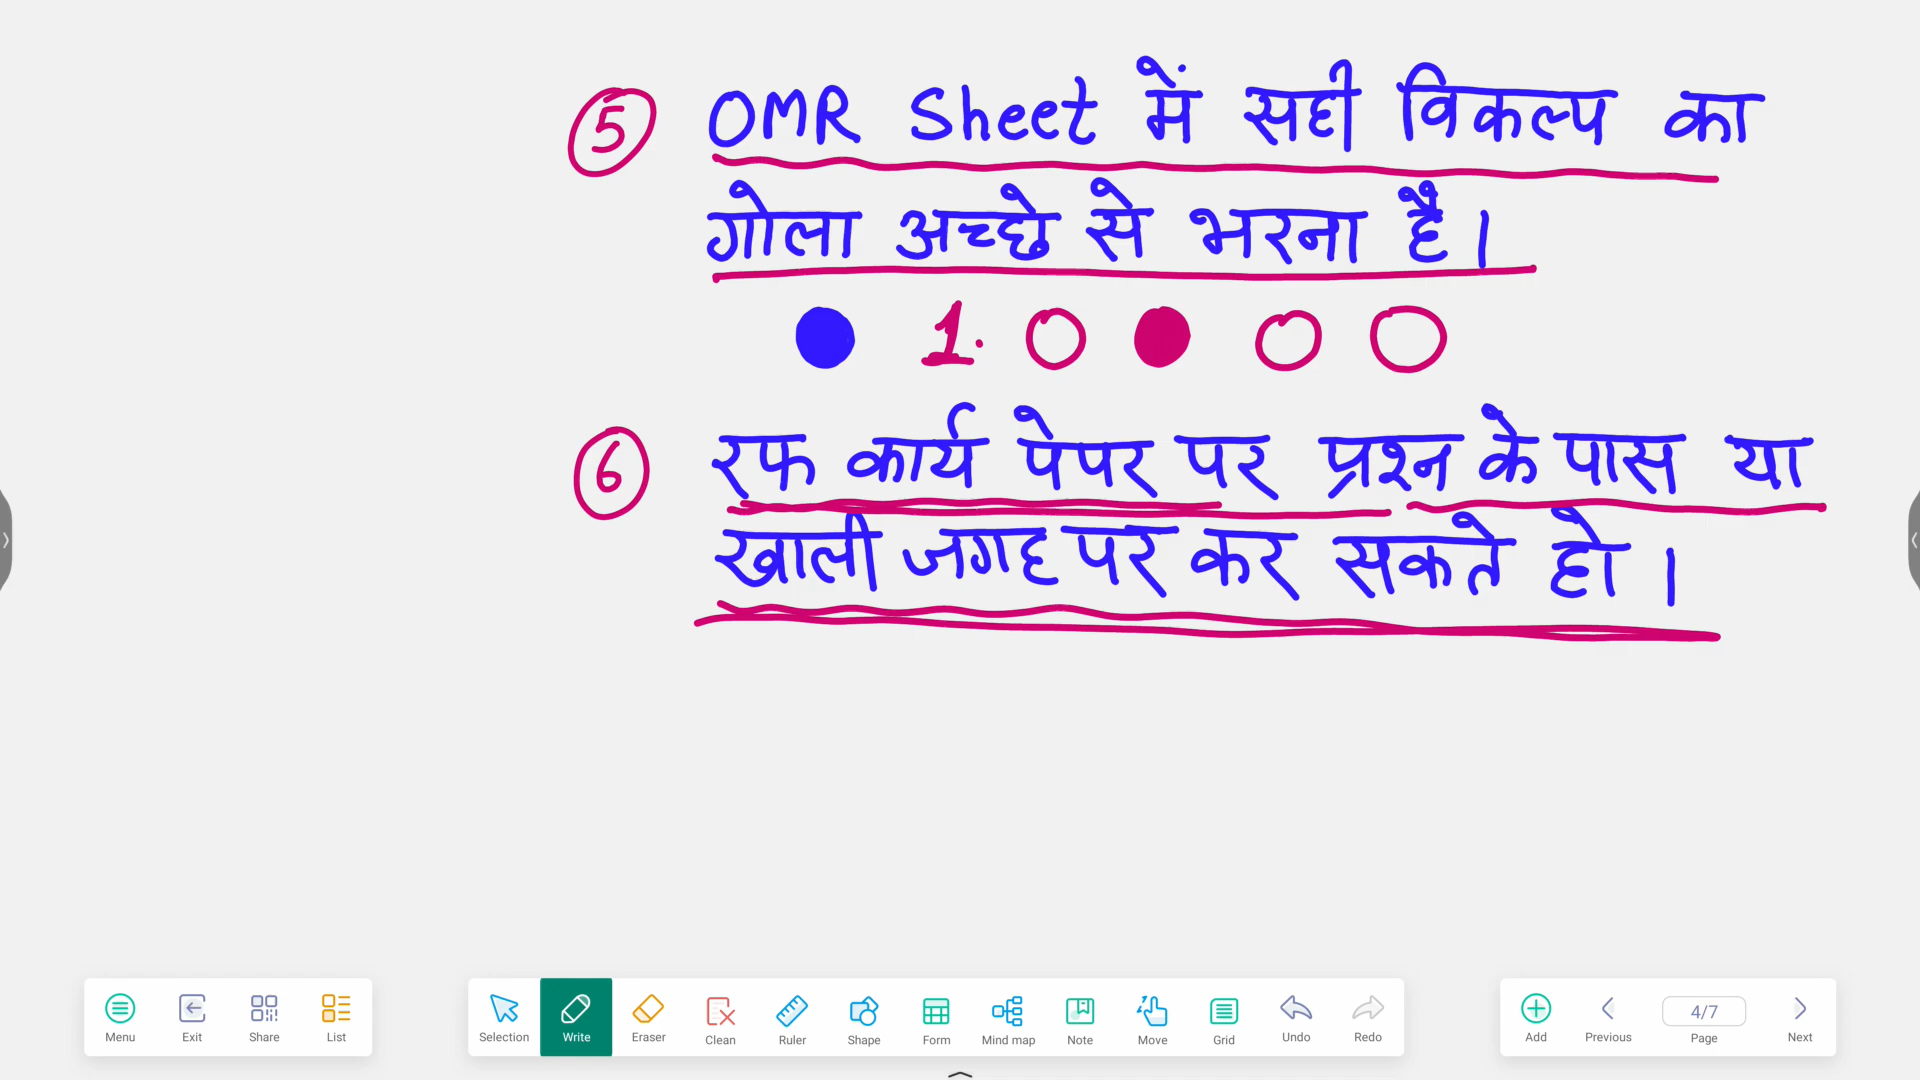 5 OMR Sheet में सही विकल्प का
गोला अच्छे से भरना है।
1.
6 रफ कार्य पेपर पर प्रश्न के पास या
खाली जगह पर कर सकते हो।
Menu Exit Share List Selection Write Eraser Clean Ruler Shape Form Mind map Note Move Grid Undo Redo Add Previous 4/7 Page Next